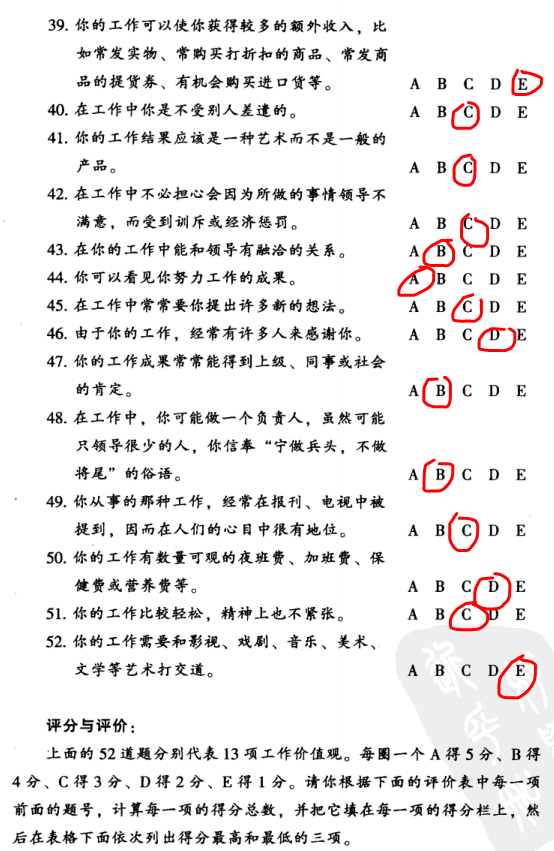 39. 你的工作可以使你获得较多的额外收入，比
如常发实物、常购买打折扣的商品、常发商
品的提货券、有机会购买进口货等。 A B C D E
40. 在工作中你是不受别人差遣的。 A B C D E
41. 你的工作结果应该是一种艺术而不是一般的
产品。 A B C D E
42. 在工作中不必担心会因为所做的事情领导不
满意，而受到训斥或经济惩罚。 A B C D E
43. 在你的工作中能和领导有融洽的关系。 A B C D E
44. 你可以看见你努力工作的成果。 A B C D E
45. 在工作中常常要你提出许多新的想法。 A B C D E
46. 由于你的工作，经常有许多人来感谢你。 A B C D E
47. 你的工作成果常常能得到上级、同事或社会
的肯定。 A B C D E
48. 在工作中，你可能做一个负责人，虽然可能
只领导很少的人，你信奉“宁做兵头，不做
将尾”的俗语。 A B C D E
49. 你从事的那种工作，经常在报刊、电视中被
提到，因而在人们的心目中很有地位。 A B C D E
50. 你的工作有数量可观的夜班费、加班费、保
健费或营养费等。 A B C D E
51. 你的工作比较轻松，精神上也不紧张。 A B C D E
52. 你的工作需要和影视、戏剧、音乐、美术、
文学等艺术打交道。 A B C D E
评分与评价：
上面的 52 道题分别代表 13 项工作价值观。每圈一个 A 得 5 分、B 得
4 分、C 得 3 分、D 得 2 分、E 得 1 分。请你根据下面的评价表中每一项
前面的题号，计算每一项的得分总数，并把它填在每一项的得分栏上，然
后在表格下面依次列出得分最高和最低的三项。